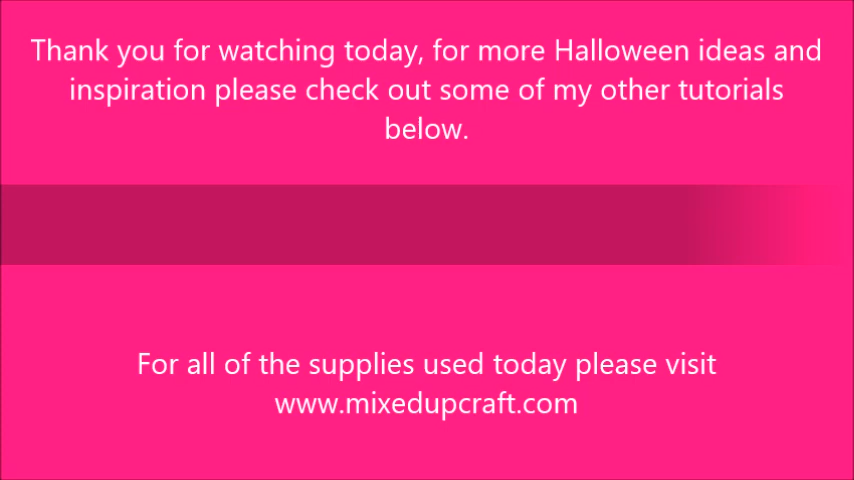 Thank you for watching today, for more Halloween ideas and
inspiration please check out some of my other tutorials
below.
For all of the supplies used today please visit
www.mixedupcraft.com